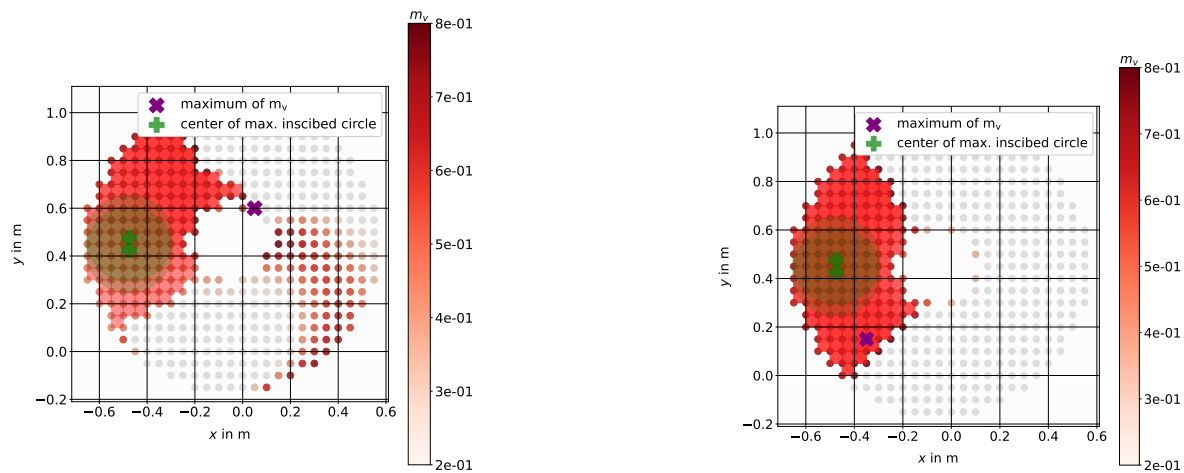 m_v
8e-01
7e-01
6e-01
5e-01
4e-01
3e-01
2e-01
maximum of m_v
center of max. inscibed circle
1.0
0.8
0.6
0.4
0.2
0.0
−0.2
y in m
−0.6 −0.4 −0.2 0.0 0.2 0.4 0.6
x in m
m_v
8e-01
7e-01
6e-01
5e-01
4e-01
3e-01
2e-01
maximum of m_v
center of max. inscibed circle
1.0
0.8
0.6
0.4
0.2
0.0
−0.2
y in m
−0.6 −0.4 −0.2 0.0 0.2 0.4 0.6
x in m